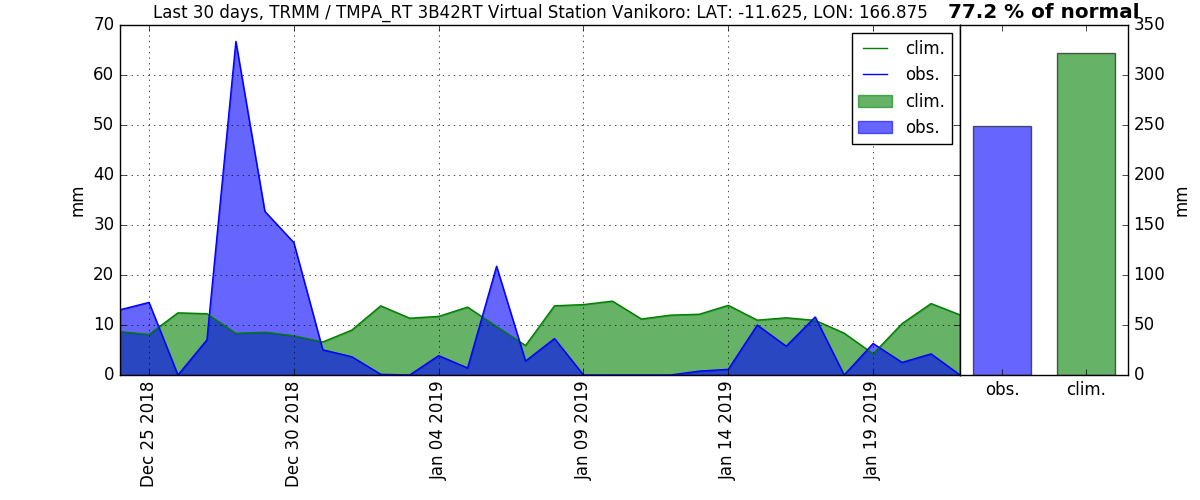 Last 30 days, TRMM / TMPA_RT 3B42RT Virtual Station Vanikoro: LAT: -11.625, LON: 166.875
77.2 % of normal
70
60
50
40
30
20
10
0
mm
clim.
obs.
clim.
obs.
Dec 25 2018
Dec 30 2018
Jan 04 2019
Jan 09 2019
Jan 14 2019
Jan 19 2019
350
300
250
200
150
100
50
0
mm
obs.
clim.